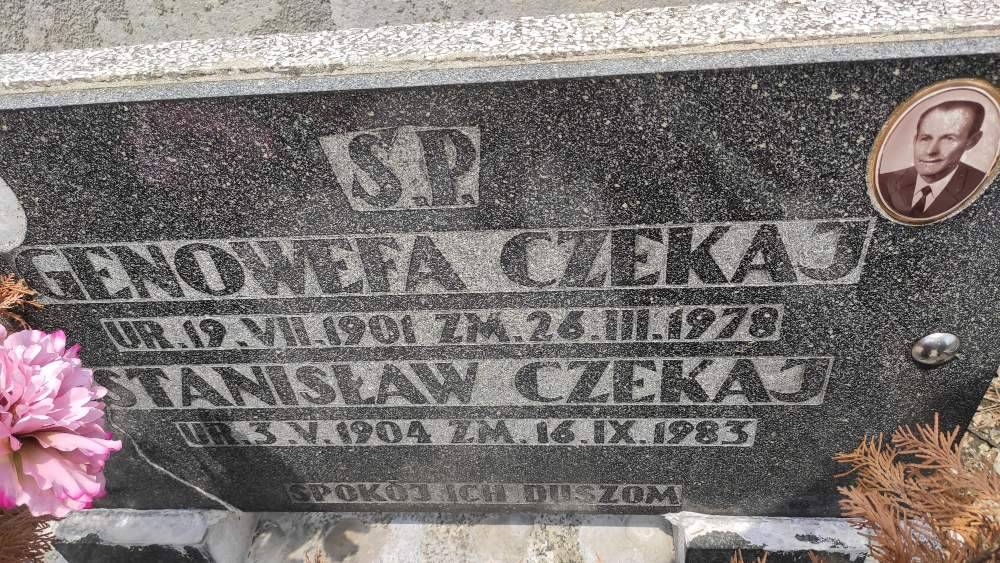 S.P.
GENOWEFA CZEKAJ
UR.19.VII.1901 ZM.26.III.1978
STANISŁAW CZEKAJ
UR.3.V.1904 ZM.16.IX.1983
SPOKÓJ ICH DUSZOM